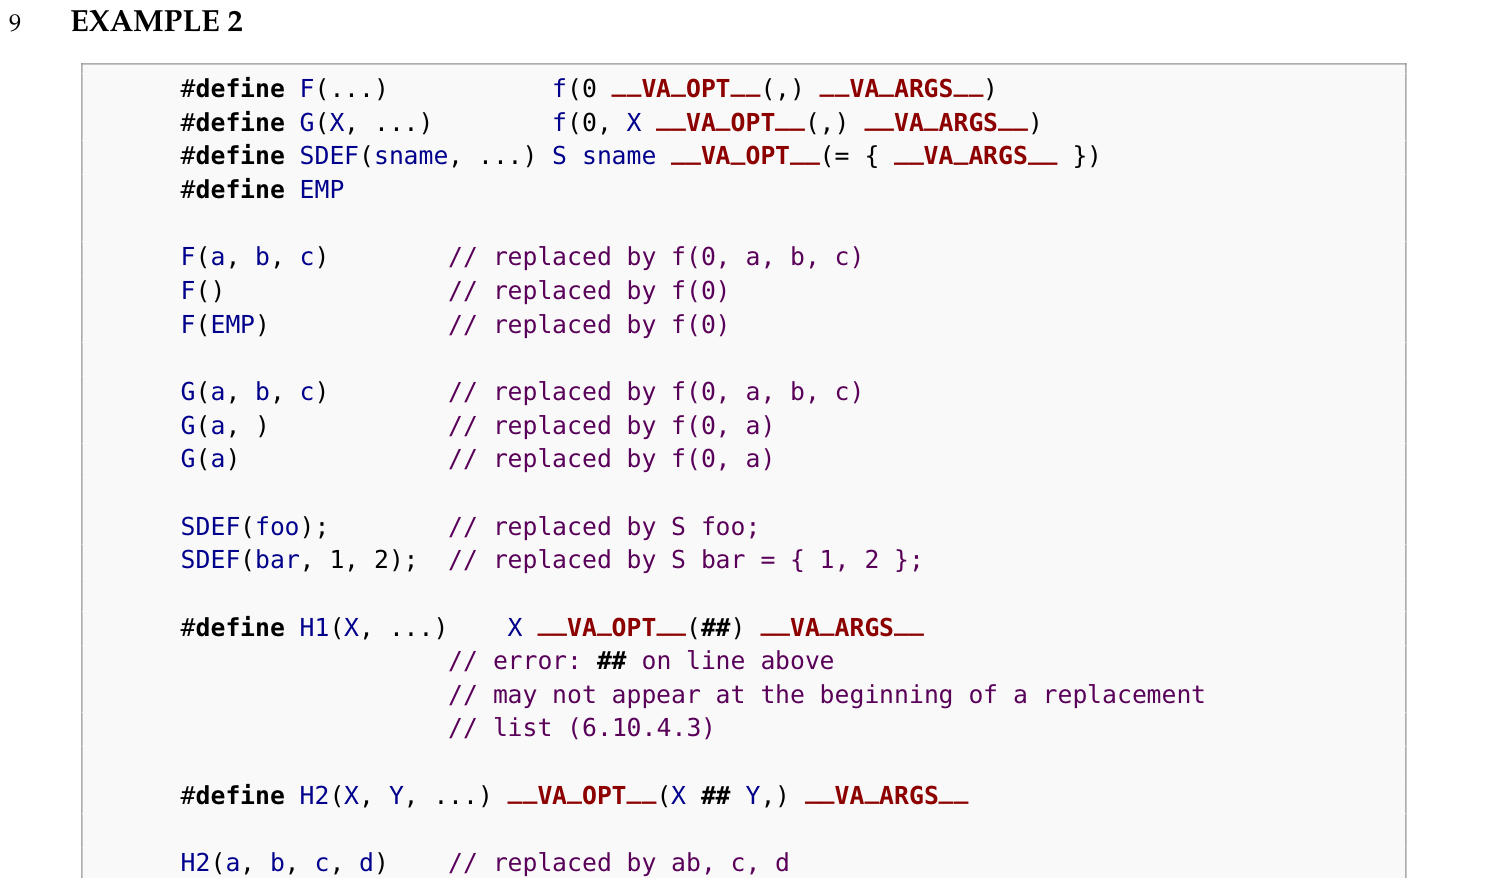 9 EXAMPLE 2
#define F(...) f(0 __VA_OPT__(,) __VA_ARGS__)
#define G(X, ...) f(0, X __VA_OPT__(,) __VA_ARGS__)
#define SDEF(sname, ...) S sname __VA_OPT__(= { __VA_ARGS__ })
#define EMP
F(a, b, c) // replaced by f(0, a, b, c)
F() // replaced by f(0)
F(EMP) // replaced by f(0)
G(a, b, c) // replaced by f(0, a, b, c)
G(a, ) // replaced by f(0, a)
G(a) // replaced by f(0, a)
SDEF(foo); // replaced by S foo;
SDEF(bar, 1, 2); // replaced by S bar = { 1, 2 };
#define H1(X, ...) X __VA_OPT__(##) __VA_ARGS__
// error: ## on line above
// may not appear at the beginning of a replacement
// list (6.10.4.3)
#define H2(X, Y, ...) __VA_OPT__(X ## Y,) __VA_ARGS__
H2(a, b, c, d) // replaced by ab, c, d